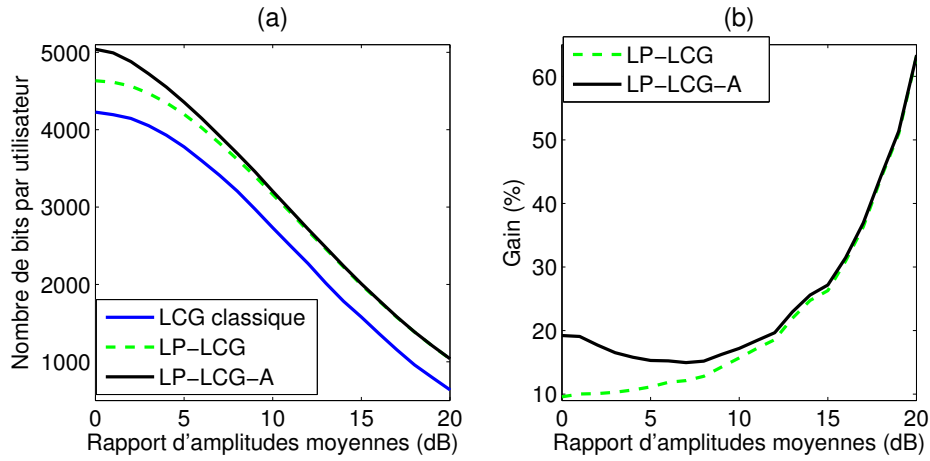 (a)
Nombre de bits par utilisateur
5000
4000
3000
2000
1000
LCG classique
LP−LCG
LP−LCG−A
0
5
10
15
20
Rapport d’amplitudes moyennes (dB)
(b)
Gain (%)
60
50
40
30
20
10
LP−LCG
LP−LCG−A
0
5
10
15
20
Rapport d’amplitudes moyennes (dB)